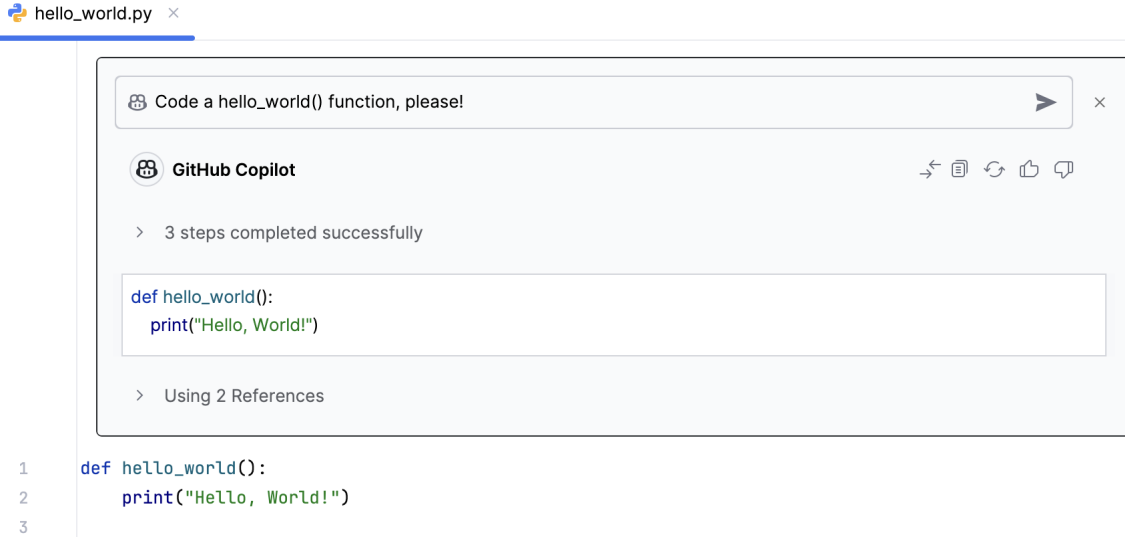 hello_world.py
Code a hello_world() function, please!
GitHub Copilot
3 steps completed successfully
def hello_world():
    print("Hello, World!")
Using 2 References
1 def hello_world():
2     print("Hello, World!")
3